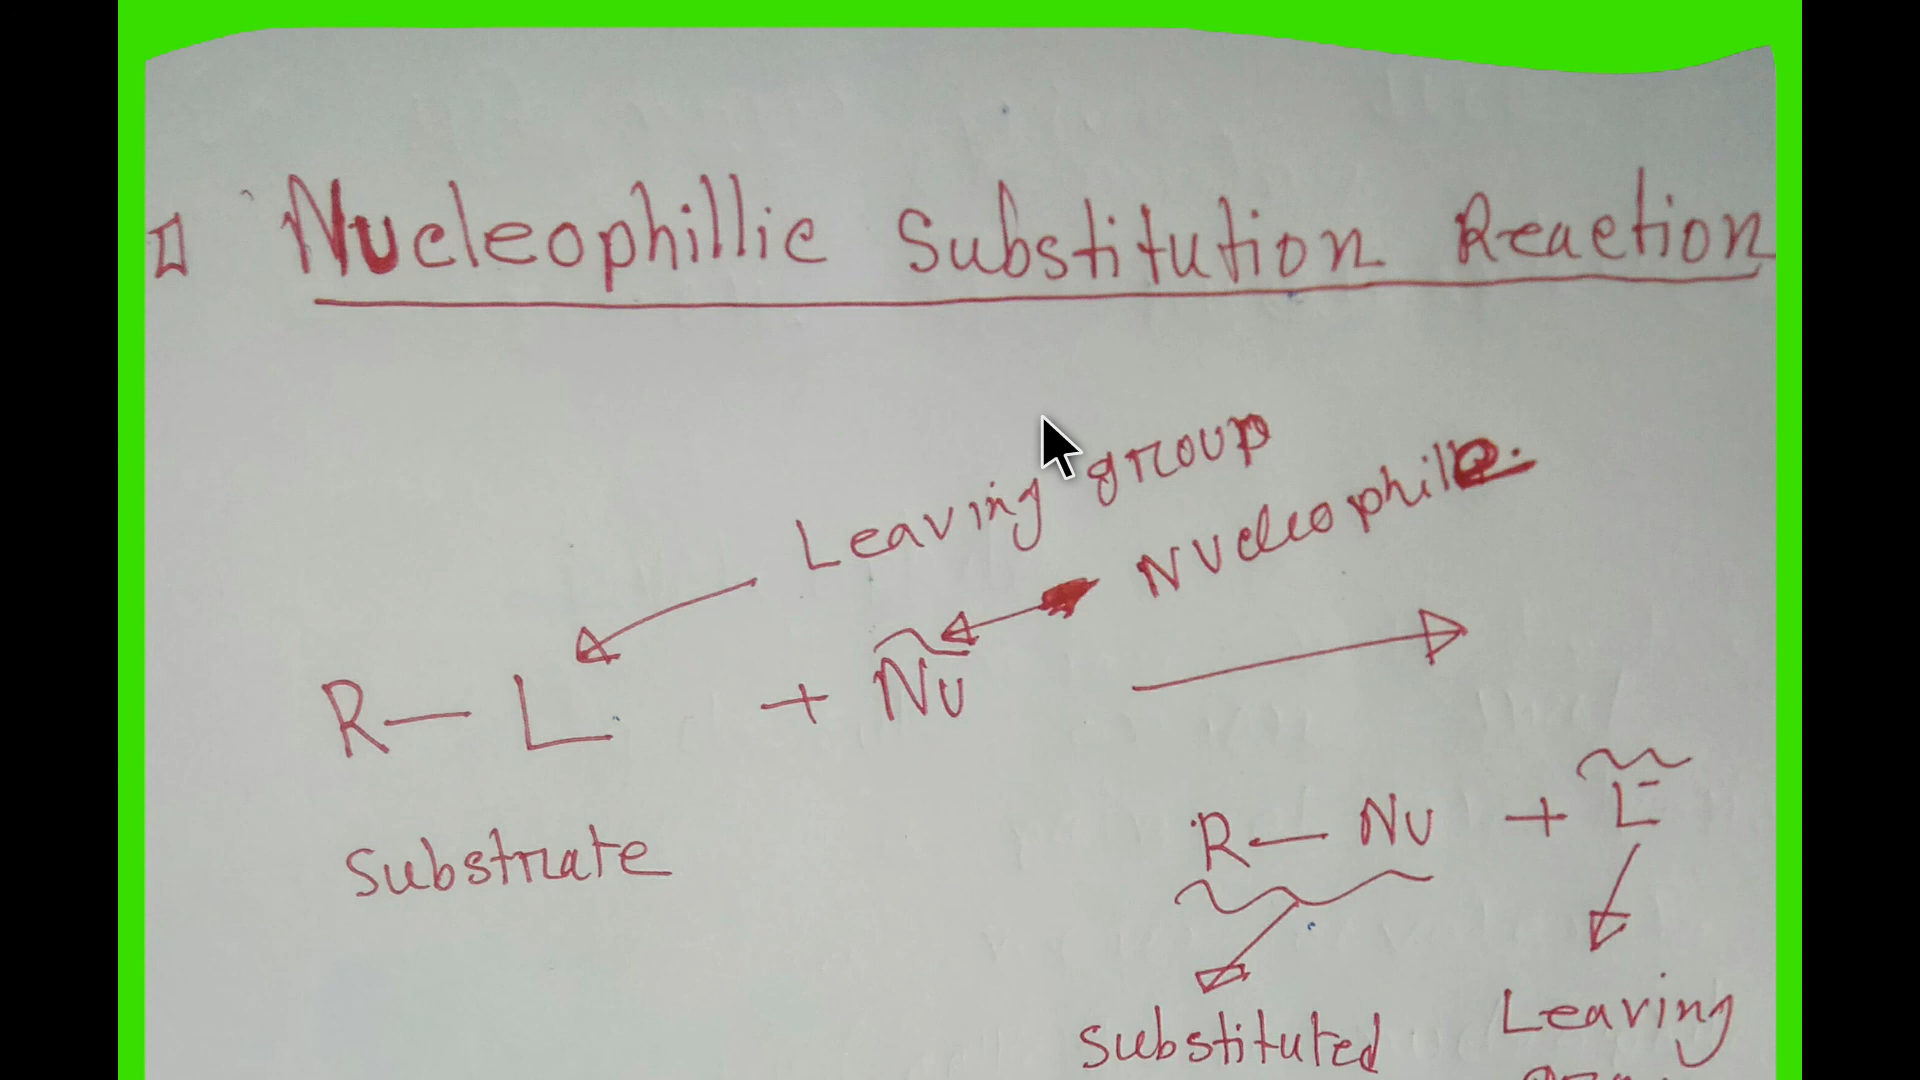 Nucleophillic Substitution Reaction
Leaving group
Nucleophile.
R — L + Nu →
Substrate
R — Nu + L⁻
Substituted
Leaving